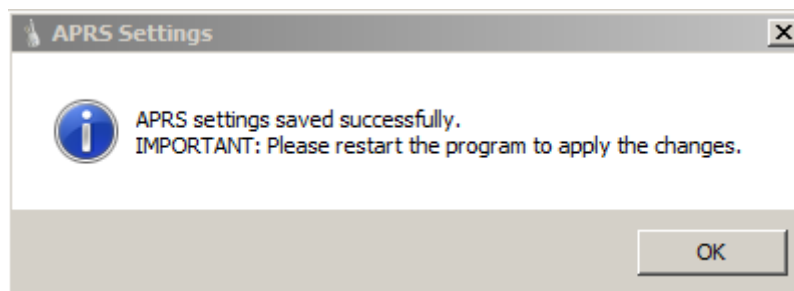 APRS Settings
APRS settings saved successfully.
IMPORTANT: Please restart the program to apply the changes.
OK